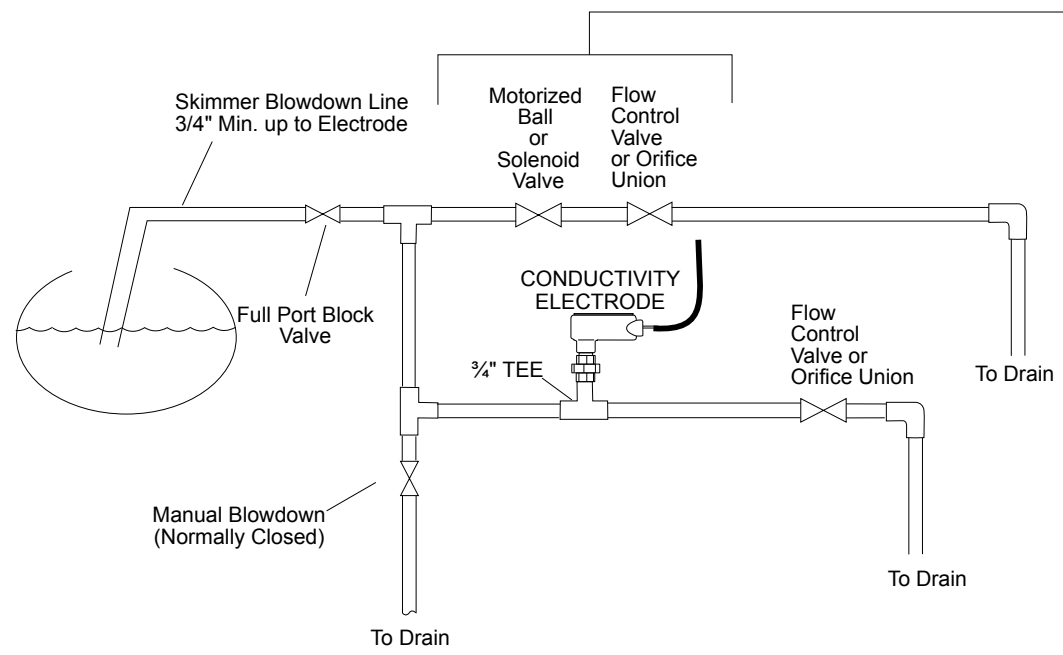 Skimmer Blowdown Line
3/4" Min. up to Electrode
Motorized
Ball
or
Solenoid
Valve
Flow
Control
Valve
or Orifice
Union
Full Port Block
Valve
CONDUCTIVITY
ELECTRODE
¾" TEE
Flow
Control
Valve or
Orifice Union
To Drain
Manual Blowdown
(Normally Closed)
To Drain
To Drain